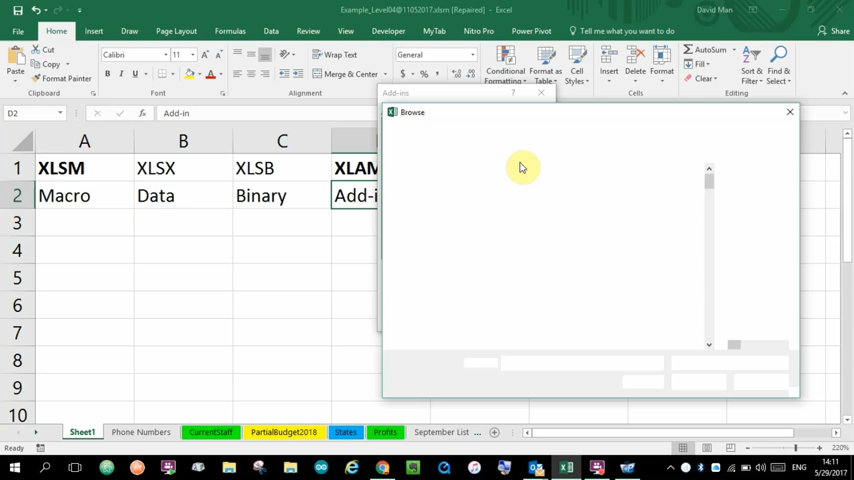 Example_Level04@11052017.xlsm [Repaired] - Excel
David Man
File Home Insert Draw Page Layout Formulas Data Review View Developer MyTab Nitro Pro Power Pivot Tell me what you want to do Share
Paste
Cut
Copy
Format Painter
Calibri 11
B I U
Wrap Text
Merge & Center
General
$ % ,
Conditional Formatting
Format as Table
Cell Styles
Insert
Delete
Format
AutoSum
Fill
Clear
Sort & Filter
Find & Select
Clipboard Font Alignment Cells Editing
Add-ins ?
D2 fx Add-in
Browse
A B C
1 XLSM XLSX XLSB XLAM
2 Macro Data Binary Add-i
3
4
5
6
7
8
9
10
Sheet1 Phone Numbers CurrentStaff PartialBudget2018 States Profits September List ...
Ready 220%
ENG 14:11
5/29/2017